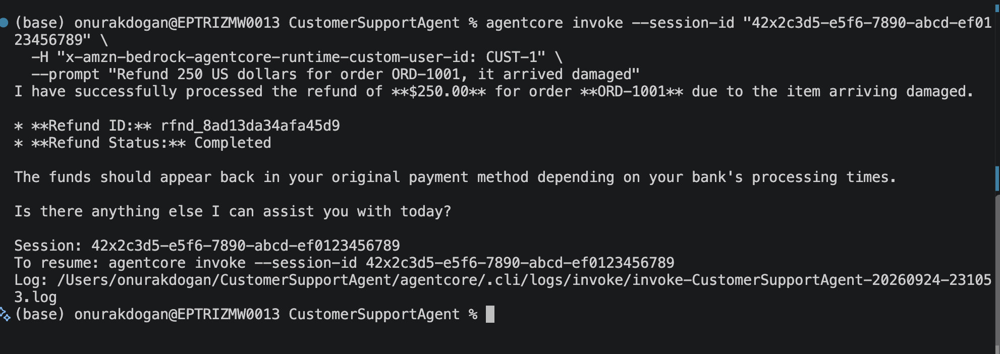 (base) onurakdogan@EPTRIZMW0013 CustomerSupportAgent % agentcore invoke --session-id "42x2c3d5-e5f6-7890-abcd-ef01
23456789" \
  -H "x-amzn-bedrock-agentcore-runtime-custom-user-id: CUST-1" \
  --prompt "Refund 250 US dollars for order ORD-1001, it arrived damaged"
I have successfully processed the refund of **$250.00** for order **ORD-1001** due to the item arriving damaged.

* **Refund ID:** rfnd_8ad13da34afa45d9
* **Refund Status:** Completed

The funds should appear back in your original payment method depending on your bank's processing times.

Is there anything else I can assist you with today?

Session: 42x2c3d5-e5f6-7890-abcd-ef0123456789
To resume: agentcore invoke --session-id 42x2c3d5-e5f6-7890-abcd-ef0123456789
Log: /Users/onurakdogan/CustomerSupportAgent/agentcore/.cli/logs/invoke/invoke-CustomerSupportAgent-20260924-23105
3.log
(base) onurakdogan@EPTRIZMW0013 CustomerSupportAgent %